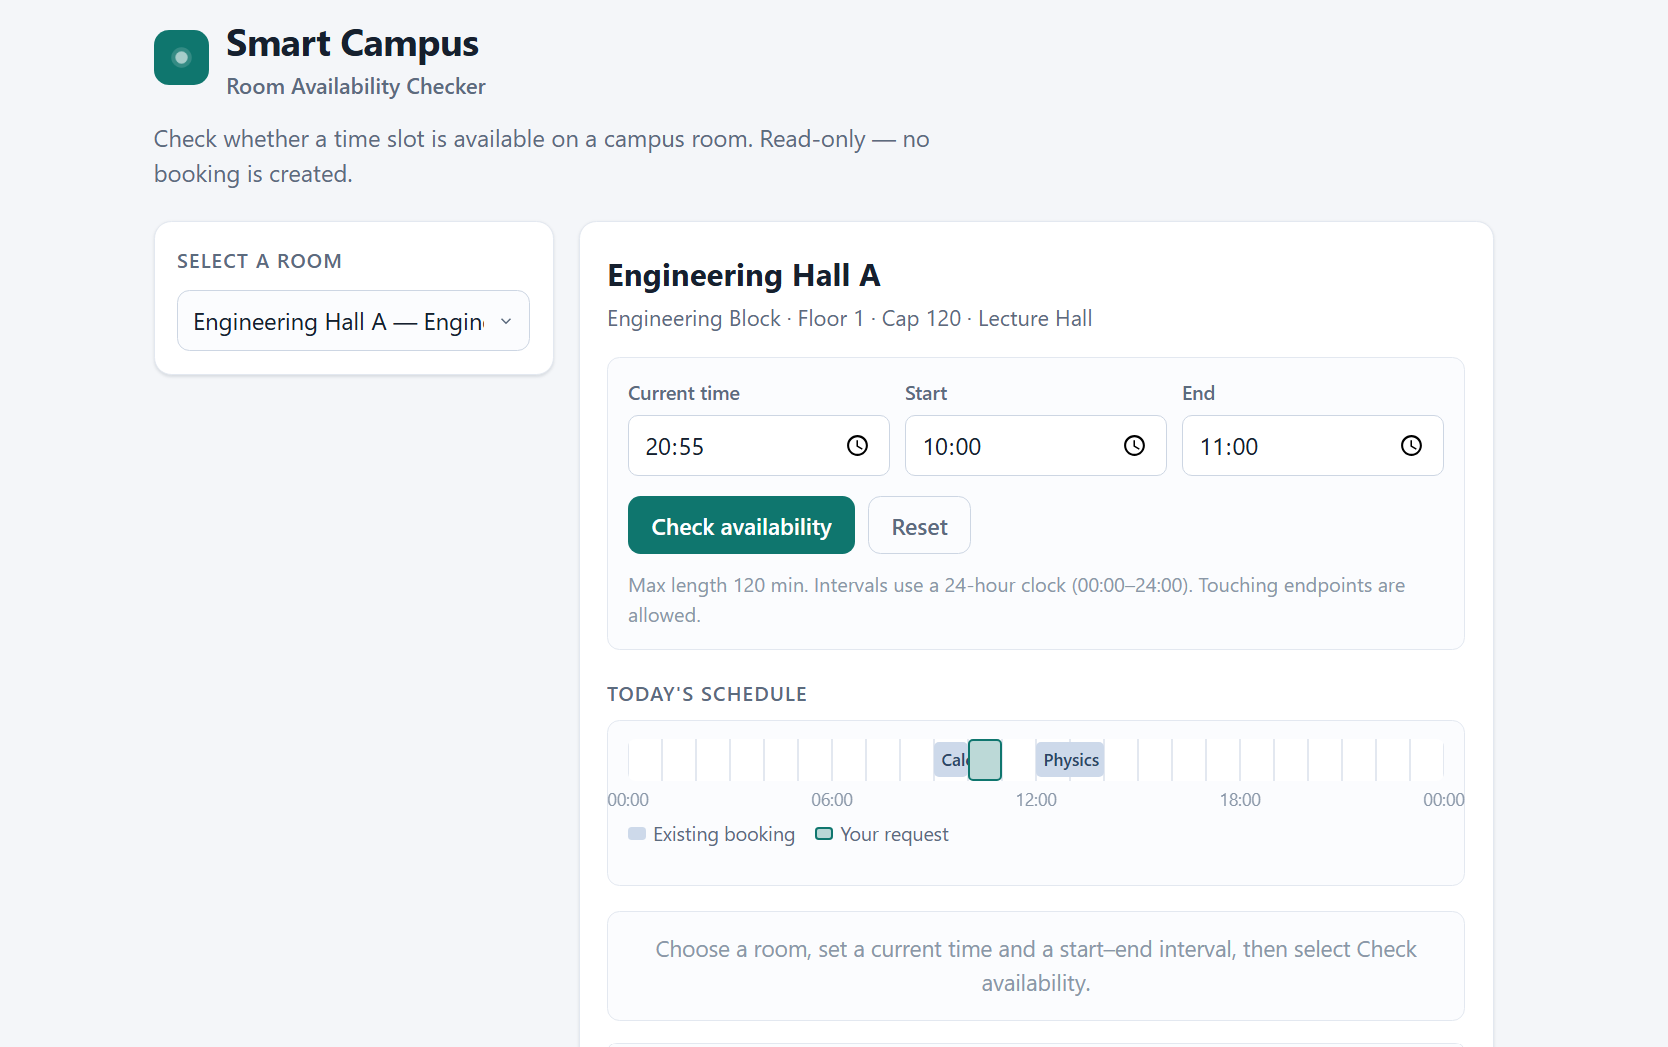 Smart Campus
Room Availability Checker
Check whether a time slot is available on a campus room. Read-only — no
booking is created.
SELECT A ROOM
Engineering Hall A — Engin
Engineering Hall A
Engineering Block · Floor 1 · Cap 120 · Lecture Hall
Current time
Start
End
20:55
10:00
11:00
Check availability
Reset
Max length 120 min. Intervals use a 24-hour clock (00:00–24:00). Touching endpoints are
allowed.
TODAY'S SCHEDULE
Calc
Physics
00:00
06:00
12:00
18:00
00:00
Existing booking
Your request
Choose a room, set a current time and a start–end interval, then select Check
availability.